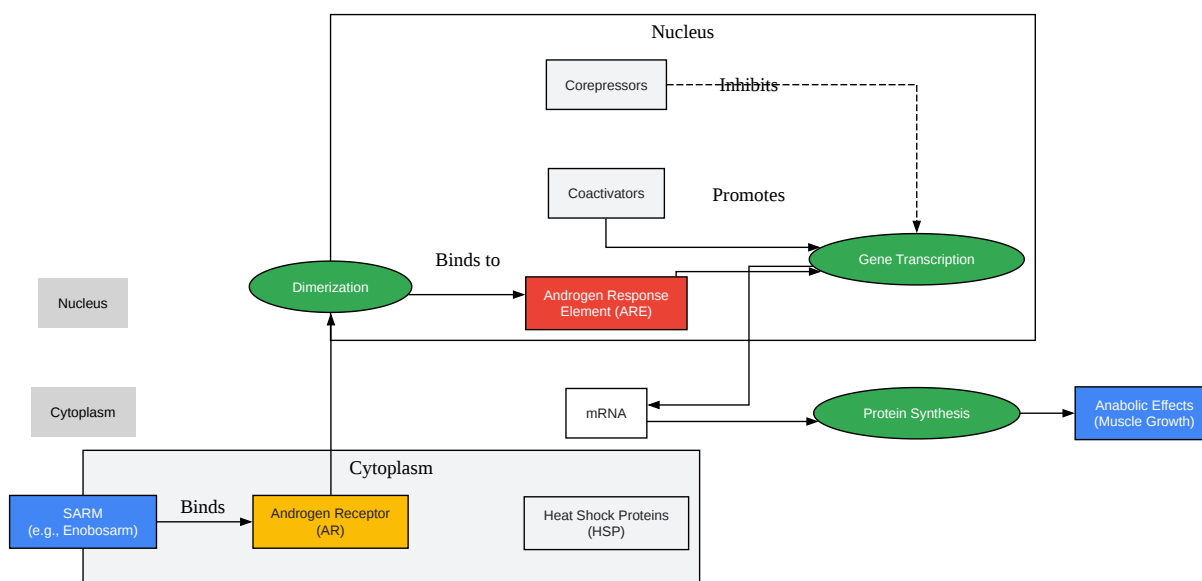 Nucleus
Corepressors
Inhibits
Coactivators
Promotes
Binds to
Gene Transcription
Dimerization
Androgen Response
Element (ARE)
Nucleus
Cytoplasm
mRNA
Protein Synthesis
Anabolic Effects
(Muscle Growth)
Cytoplasm
SARM
(e.g., Enobosarm)
Binds
Androgen Receptor
(AR)
Heat Shock Proteins
(HSP)